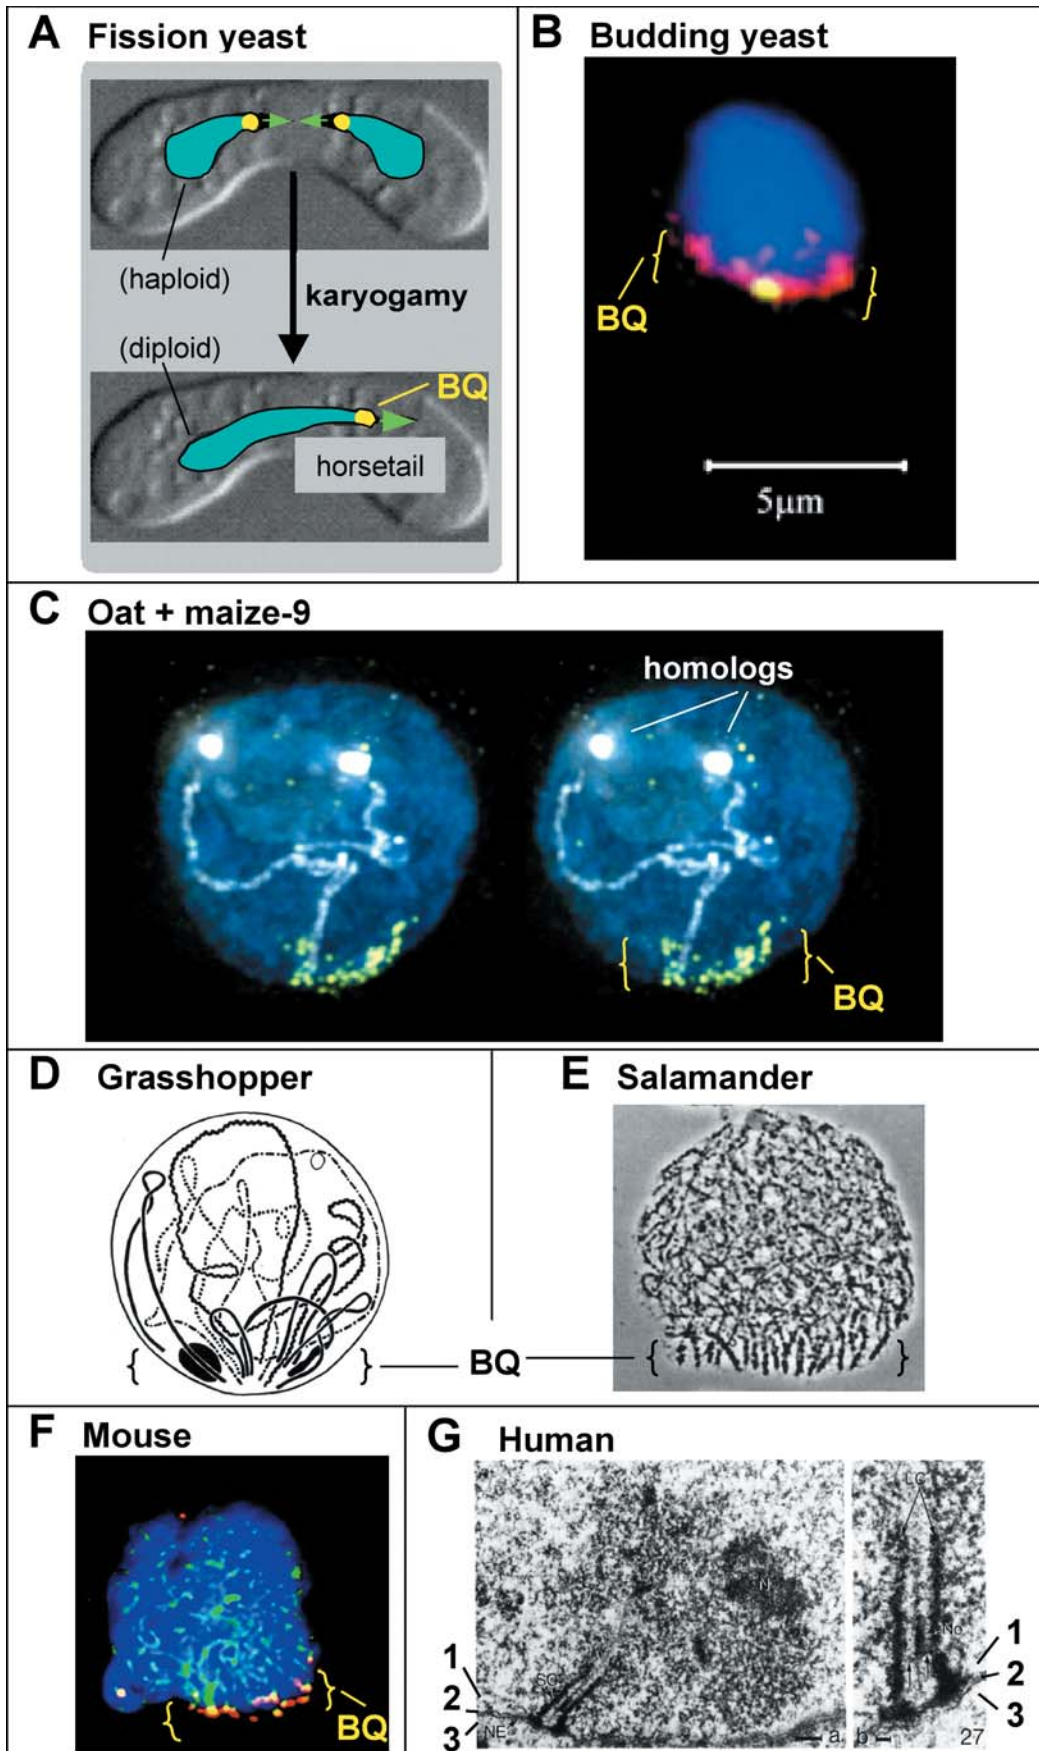 A Fission yeast
(haploid)
karyogamy
(diploid)
BQ
horsetail
B Budding yeast
BQ
5µm
C Oat + maize-9
homologs
BQ
D Grasshopper
E Salamander
BQ
F Mouse
BQ
G Human
1
2
3
SC
NE
N
a
LC
No
1
2
3
b
27